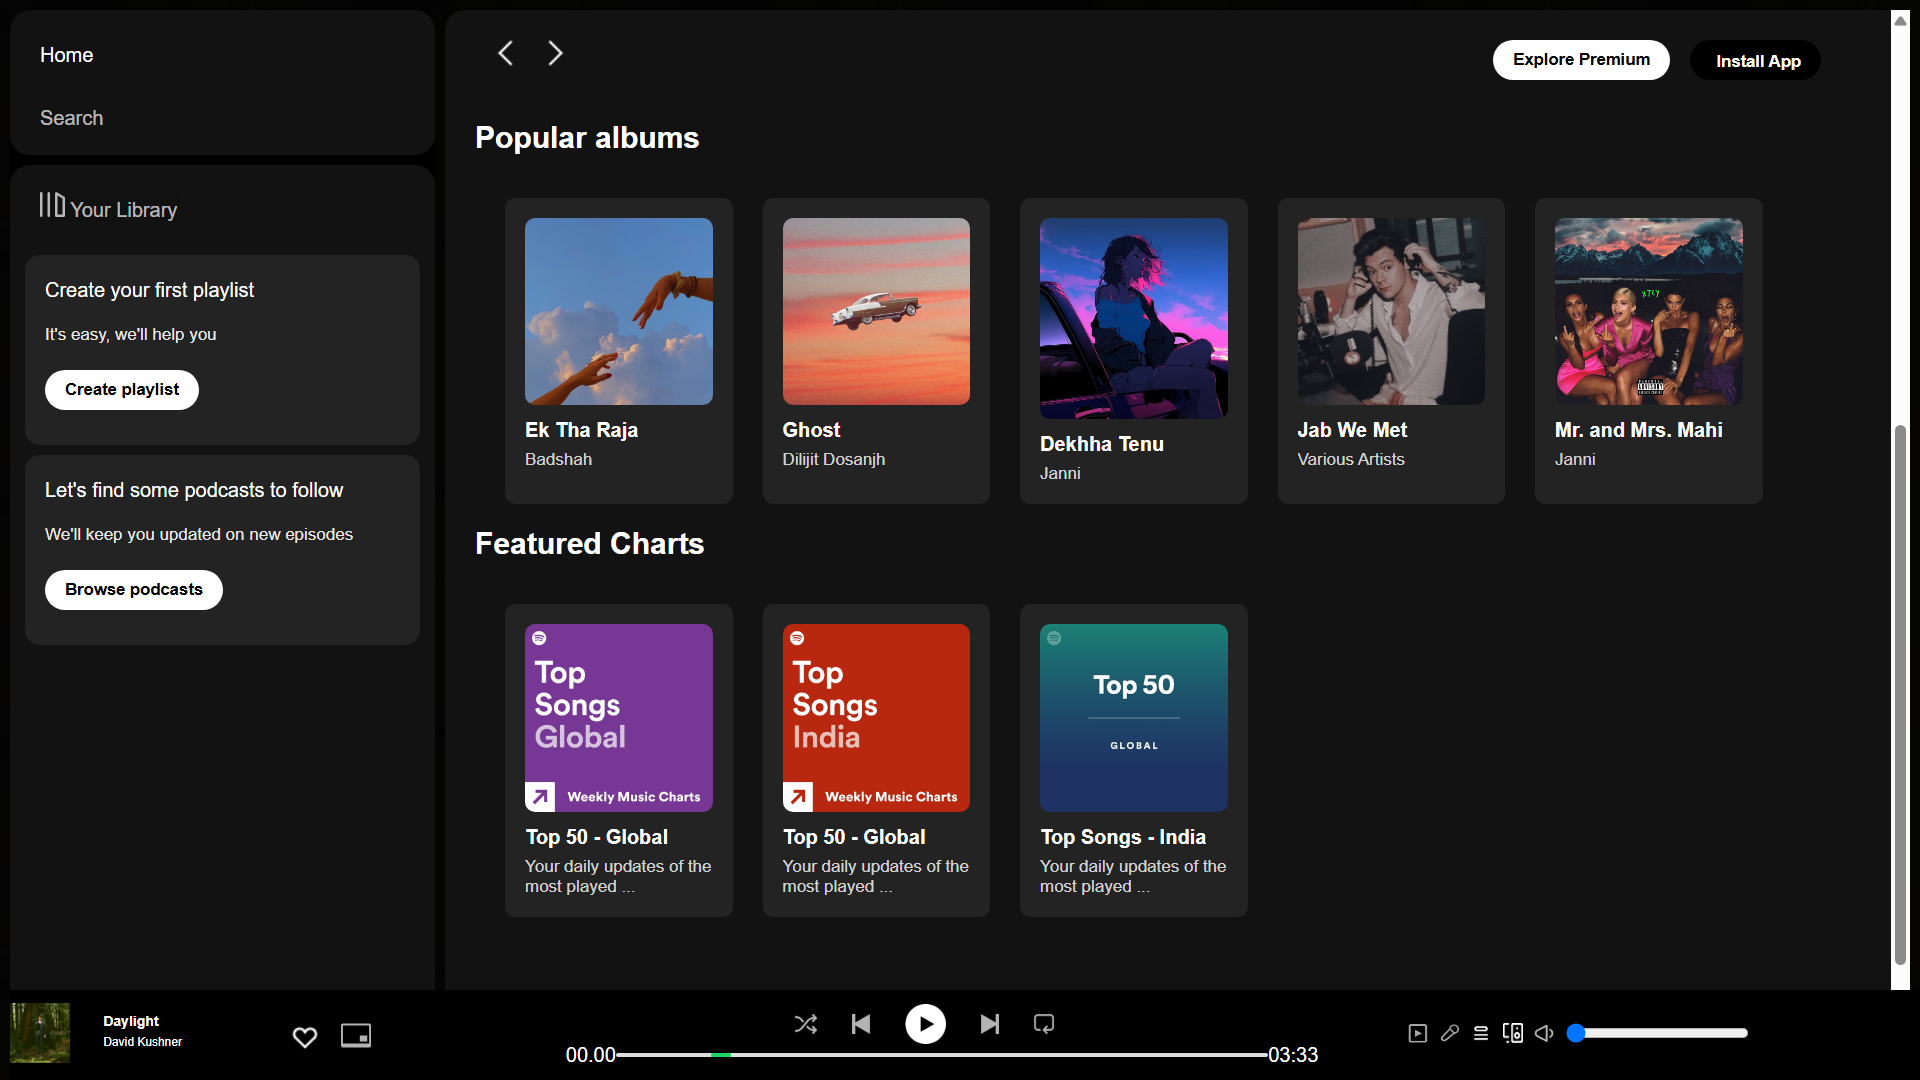 Home
Search
Your Library
Create your first playlist
It's easy, we'll help you
Create playlist
Let's find some podcasts to follow
We'll keep you updated on new episodes
Browse podcasts
Explore Premium
Install App
Popular albums
XTCY
Ek Tha Raja
Badshah
Ghost
Dilijit Dosanjh
Dekhha Tenu
Janni
Jab We Met
Various Artists
Mr. and Mrs. Mahi
Janni
Featured Charts
Top
Songs
Global
Weekly Music Charts
Top 50 - Global
Your daily updates of the
most played ...
Top
Songs
India
Weekly Music Charts
Top 50 - Global
Your daily updates of the
most played ...
Top 50
GLOBAL
Top Songs - India
Your daily updates of the
most played ...
Daylight
David Kushner
00.00
03:33